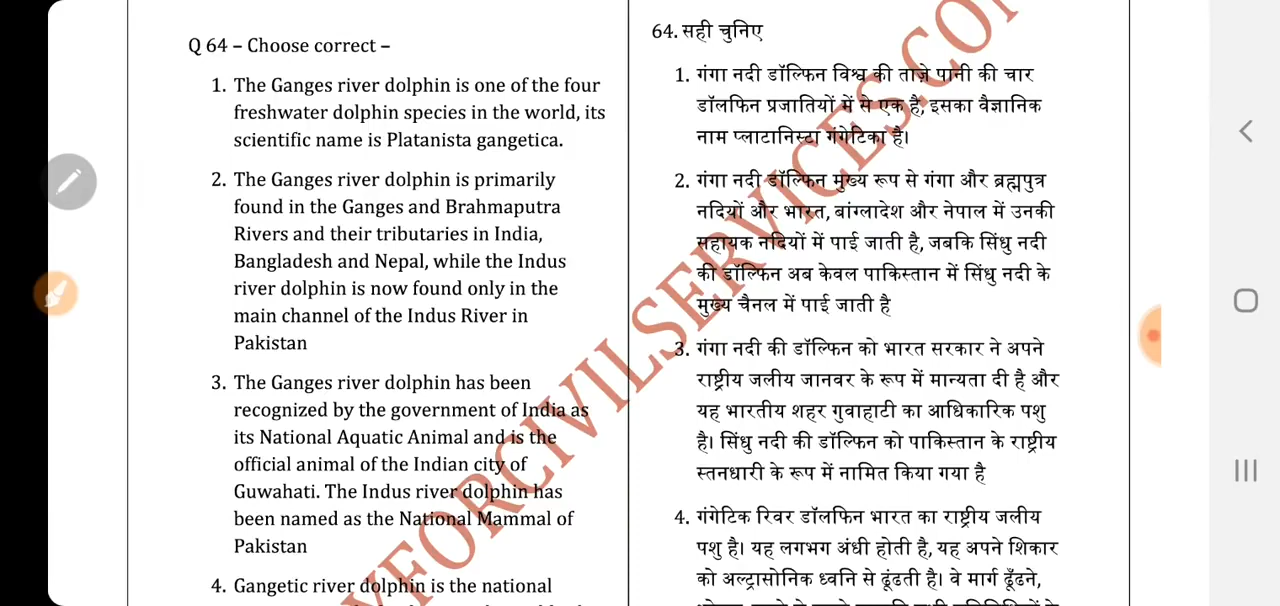 Q 64 – Choose correct –
1. The Ganges river dolphin is one of the four
freshwater dolphin species in the world, its
scientific name is Platanista gangetica.
2. The Ganges river dolphin is primarily
found in the Ganges and Brahmaputra
Rivers and their tributaries in India,
Bangladesh and Nepal, while the Indus
river dolphin is now found only in the
main channel of the Indus River in
Pakistan
3. The Ganges river dolphin has been
recognized by the government of India as
its National Aquatic Animal and is the
official animal of the Indian city of
Guwahati. The Indus river dolphin has
been named as the National Mammal of
Pakistan
4. Gangetic river dolphin is the national
64. सही चुनिए
1. गंगा नदी डॉल्फिन विश्व की ताज़े पानी की चार
डॉलफिन प्रजातियों में से एक है, इसका वैज्ञानिक
नाम प्लाटानिस्टा गंगेटिका है।
2. गंगा नदी डॉल्फिन मुख्य रूप से गंगा और ब्रह्मपुत्र
नदियों और भारत, बांग्लादेश और नेपाल में उनकी
सहायक नदियों में पाई जाती है, जबकि सिंधु नदी
की डॉल्फिन अब केवल पाकिस्तान में सिंधु नदी के
मुख्य चैनल में पाई जाती है
3. गंगा नदी की डॉल्फिन को भारत सरकार ने अपने
राष्ट्रीय जलीय जानवर के रूप में मान्यता दी है और
यह भारतीय शहर गुवाहाटी का आधिकारिक पशु
है। सिंधु नदी की डॉल्फिन को पाकिस्तान के राष्ट्रीय
स्तनधारी के रूप में नामित किया गया है
4. गंगेटिक रिवर डॉलफिन भारत का राष्ट्रीय जलीय
पशु है। यह लगभग अंधी होती है, यह अपने शिकार
को अल्ट्रासोनिक ध्वनि से ढूंढती है। वे मार्ग ढूँढने,
YFORCIVILSERVICES.COM